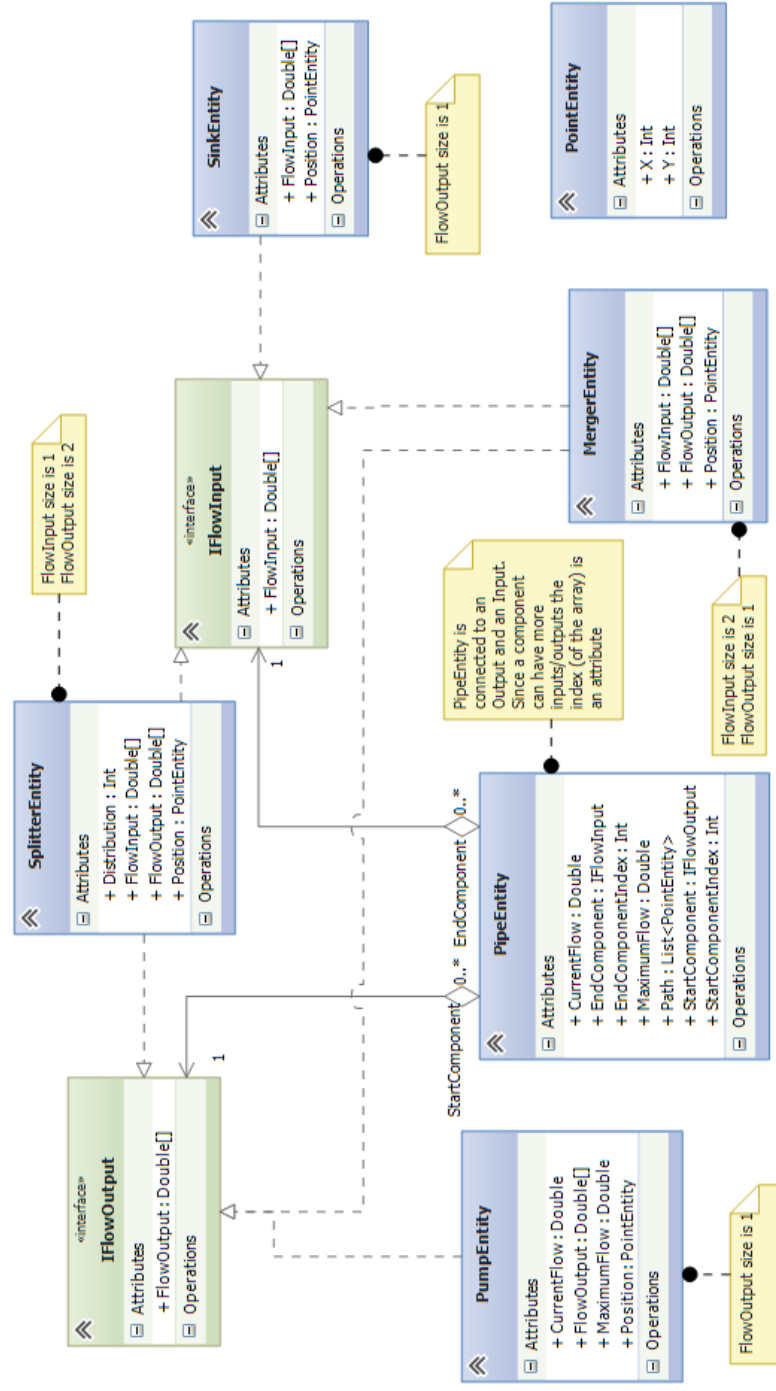 «interface»
IFlowOutput
Attributes
+ FlowOutput : Double[]
Operations
SplitterEntity
Attributes
+ Distribution : Int
+ FlowInput : Double[]
+ FlowOutput : Double[]
+ Position : PointEntity
Operations
FlowInput size is 1
FlowOutput size is 2
«interface»
IFlowInput
Attributes
+ FlowInput : Double[]
Operations
SinkEntity
Attributes
+ FlowInput : Double[]
+ Position : PointEntity
Operations
FlowOutput size is 1
1
1
StartComponent
0..*
EndComponent
0..*
PumpEntity
Attributes
+ CurrentFlow : Double
+ FlowOutput : Double[]
+ MaximumFlow : Double
+ Position : PointEntity
Operations
FlowOutput size is 1
PipeEntity
Attributes
+ CurrentFlow : Double
+ EndComponent : IFlowInput
+ EndComponentIndex : Int
+ MaximumFlow : Double
+ Path : List<PointEntity>
+ StartComponent : IFlowOutput
+ StartComponentIndex : Int
Operations
PipeEntity is
connected to an
Output and an Input.
Since a component
can have more
inputs/outputs the
index (of the array) is
an attribute
MergerEntity
Attributes
+ FlowInput : Double[]
+ FlowOutput : Double[]
+ Position : PointEntity
Operations
FlowInput size is 2
FlowOutput size is 1
PointEntity
Attributes
+ X : Int
+ Y : Int
Operations